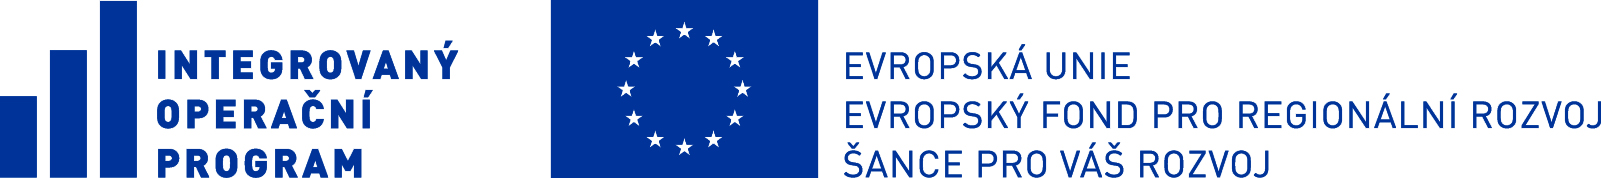 INTEGROVANÝ
OPERAČNÍ
PROGRAM
EVROPSKÁ UNIE
EVROPSKÝ FOND PRO REGIONÁLNÍ ROZVOJ
ŠANCE PRO VÁŠ ROZVOJ